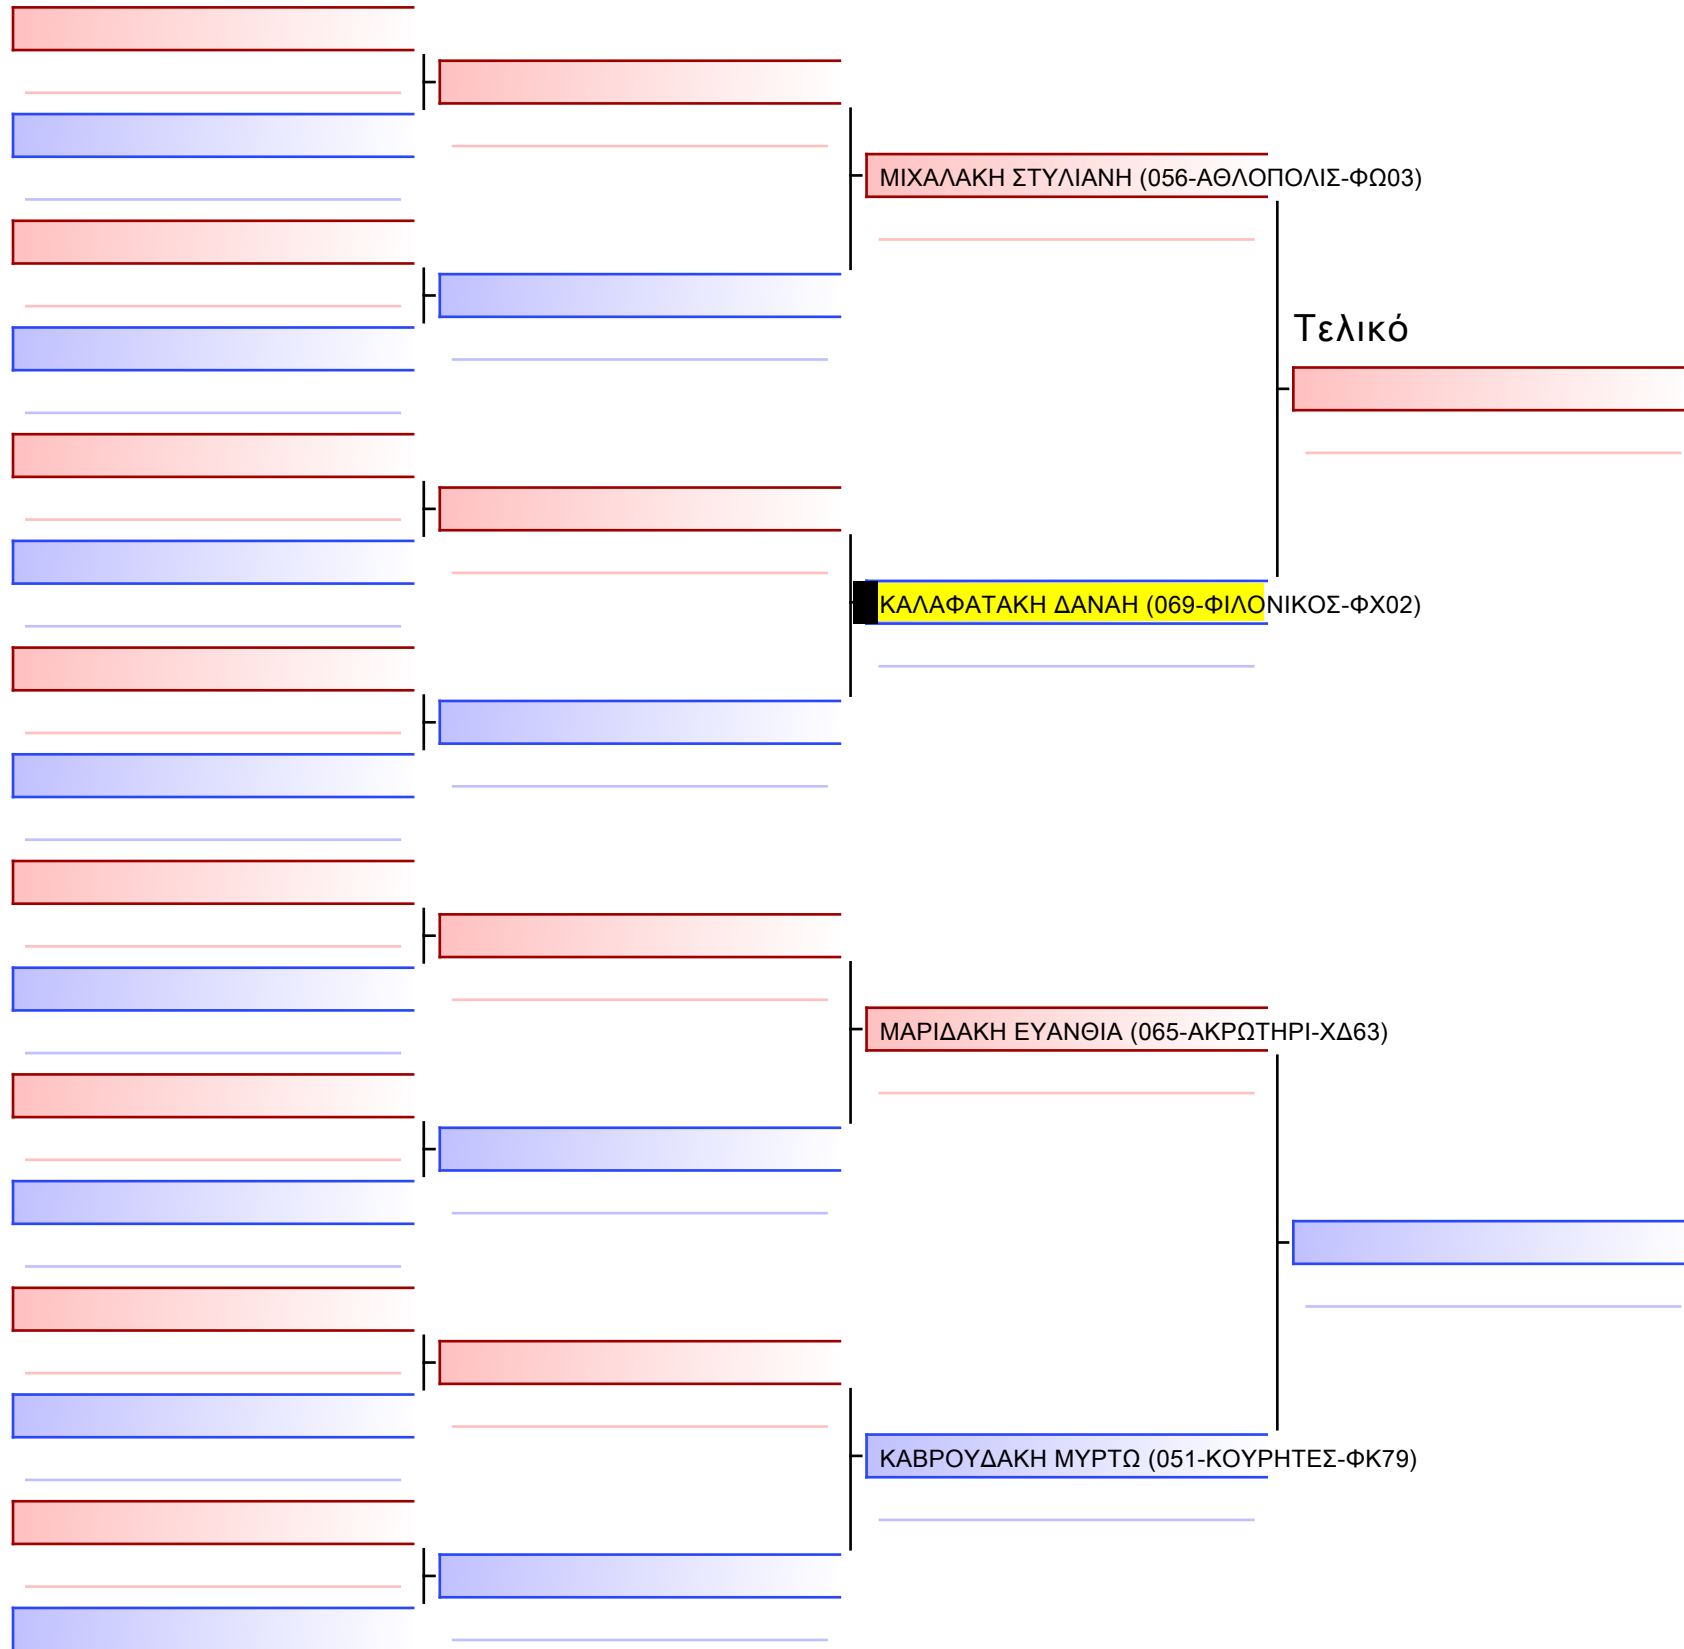 ΜΙΧΑΛΑΚΗ ΣΤΥΛΙΑΝΗ (056-ΑΘΛΟΠΟΛΙΣ-ΦΩ03)
Τελικό
ΚΑΛΑΦΑΤΑΚΗ ΔΑΝΑΗ (069-ΦΙΛΟΝΙΚΟΣ-ΦΧ02)
ΜΑΡΙΔΑΚΗ ΕΥΑΝΘΙΑ (065-ΑΚΡΩΤΗΡΙ-ΧΔ63)
ΚΑΒΡΟΥΔΑΚΗ ΜΥΡΤΩ (051-ΚΟΥΡΗΤΕΣ-ΦΚ79)